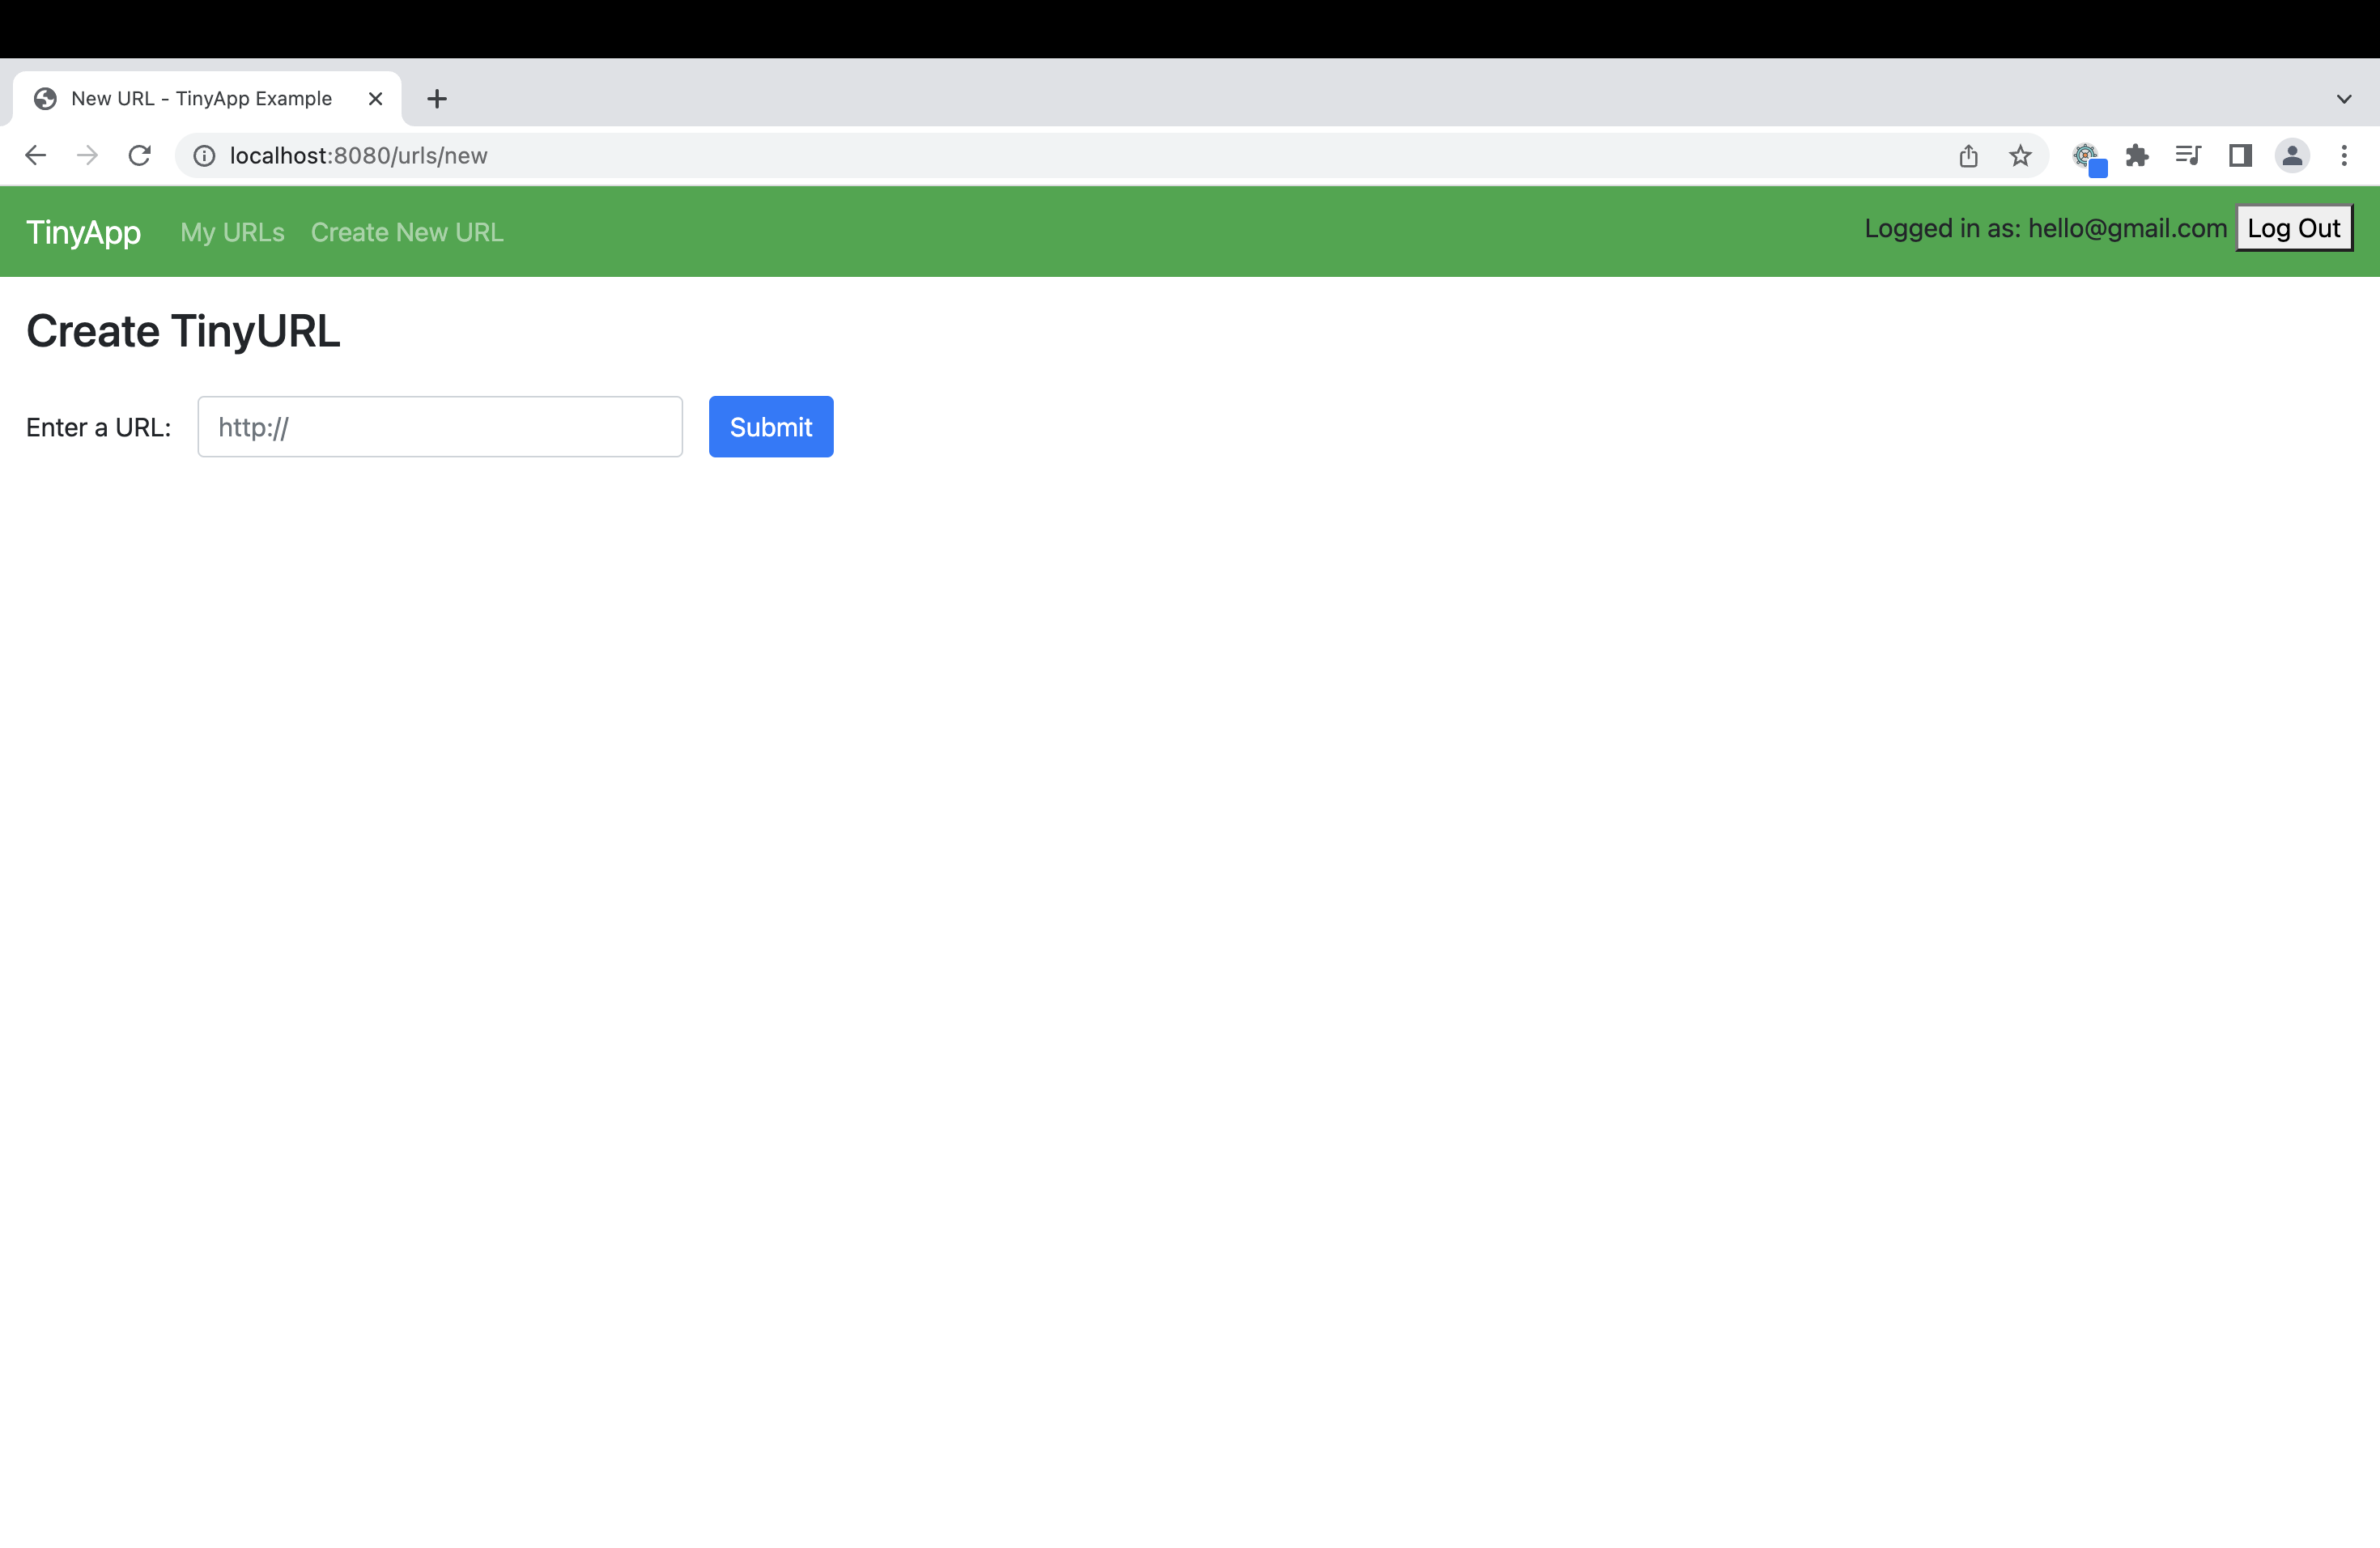 New URL - TinyApp Example
localhost:8080/urls/new
TinyApp My URLs Create New URL Logged in as: hello@gmail.com Log Out
Create TinyURL
Enter a URL: http:// Submit